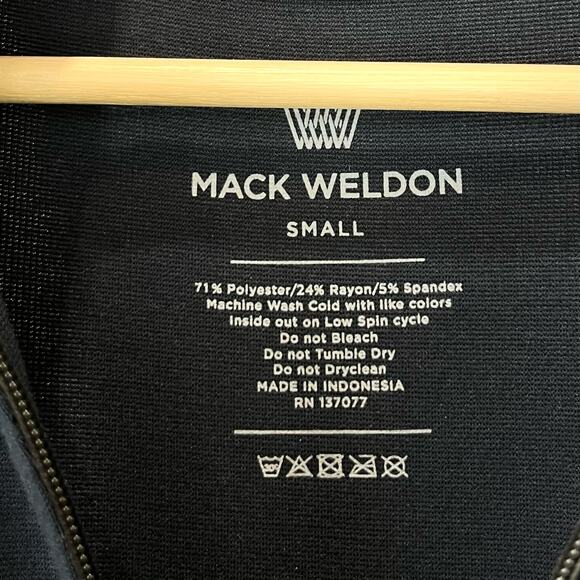 MACK WELDON
SMALL
71% Polyester/24% Rayon/5% Spandex
Machine Wash Cold with like colors
Inside out on Low Spin cycle
Do not Bleach
Do not Tumble Dry
Do not Dryclean
MADE IN INDONESIA
RN 137077
30°